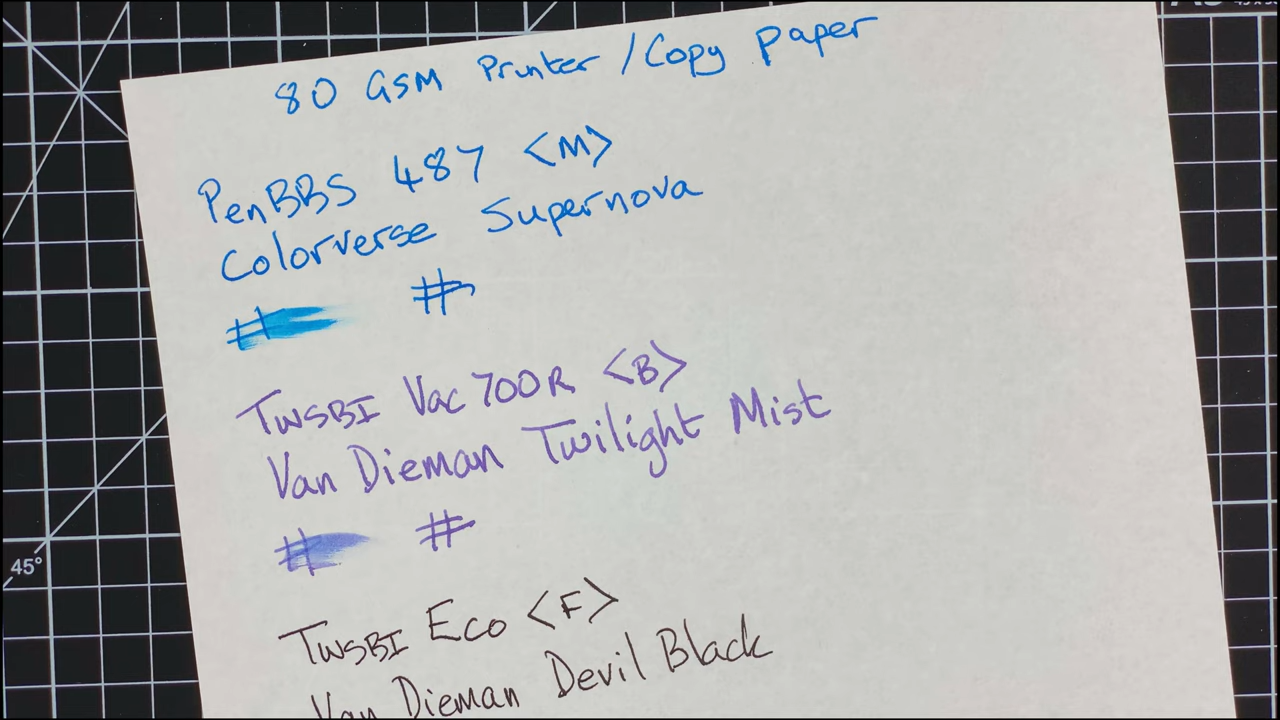 80 GSM Printer / Copy Paper
PenBBS 487 <M>
Colorverse Supernova
# #
TWSBI Vac 700R <B>
Van Dieman Twilight Mist
# #
TWSBI Eco <F>
Van Dieman Devil Black
45°